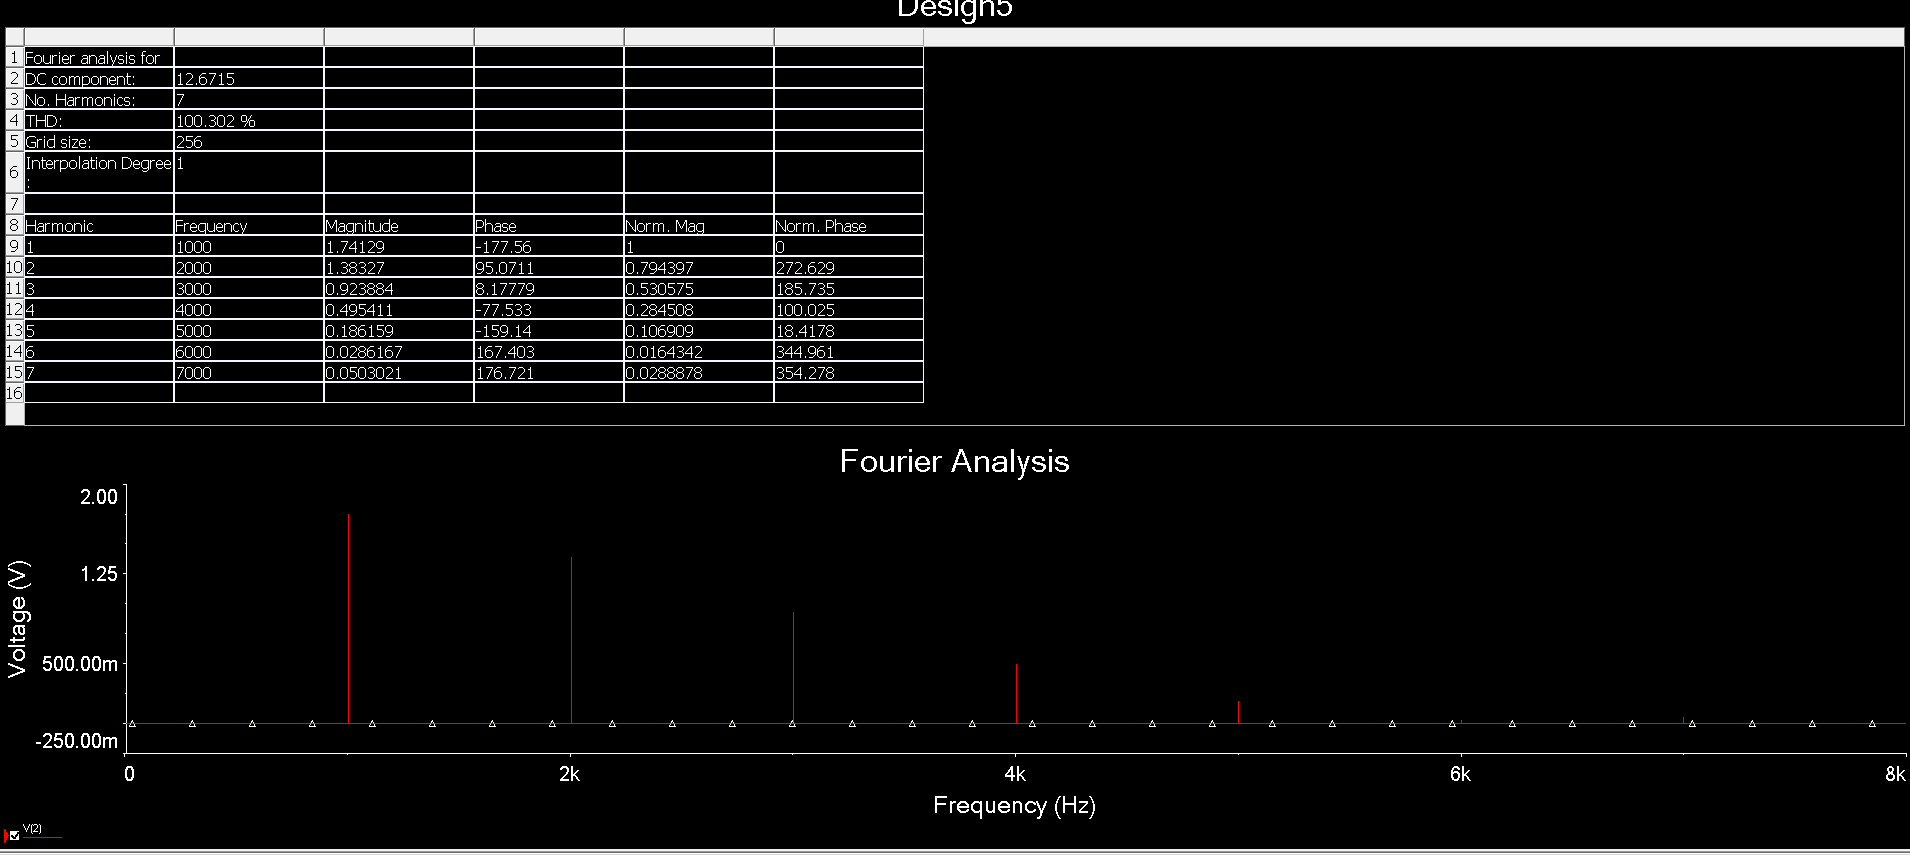 Design5
1 Fourier analysis for
2 DC component: 12.6715
3 No. Harmonics: 7
4 THD: 100.302 %
5 Grid size: 256
6 Interpolation Degree 1
:
7
8 Harmonic Frequency Magnitude Phase Norm. Mag Norm. Phase
9 1 1000 1.74129 -177.56 1 0
10 2 2000 1.38327 95.0711 0.794397 272.629
11 3 3000 0.923884 8.17779 0.530575 185.735
12 4 4000 0.495411 -77.533 0.284508 100.025
13 5 5000 0.186159 -159.14 0.106909 18.4178
14 6 6000 0.0286167 167.403 0.0164342 344.961
15 7 7000 0.0503021 176.721 0.0288878 354.278
16
Fourier Analysis
2.00
1.25
500.00m
-250.00m
Voltage (V)
0 2k 4k 6k 8k
Frequency (Hz)
V(2)